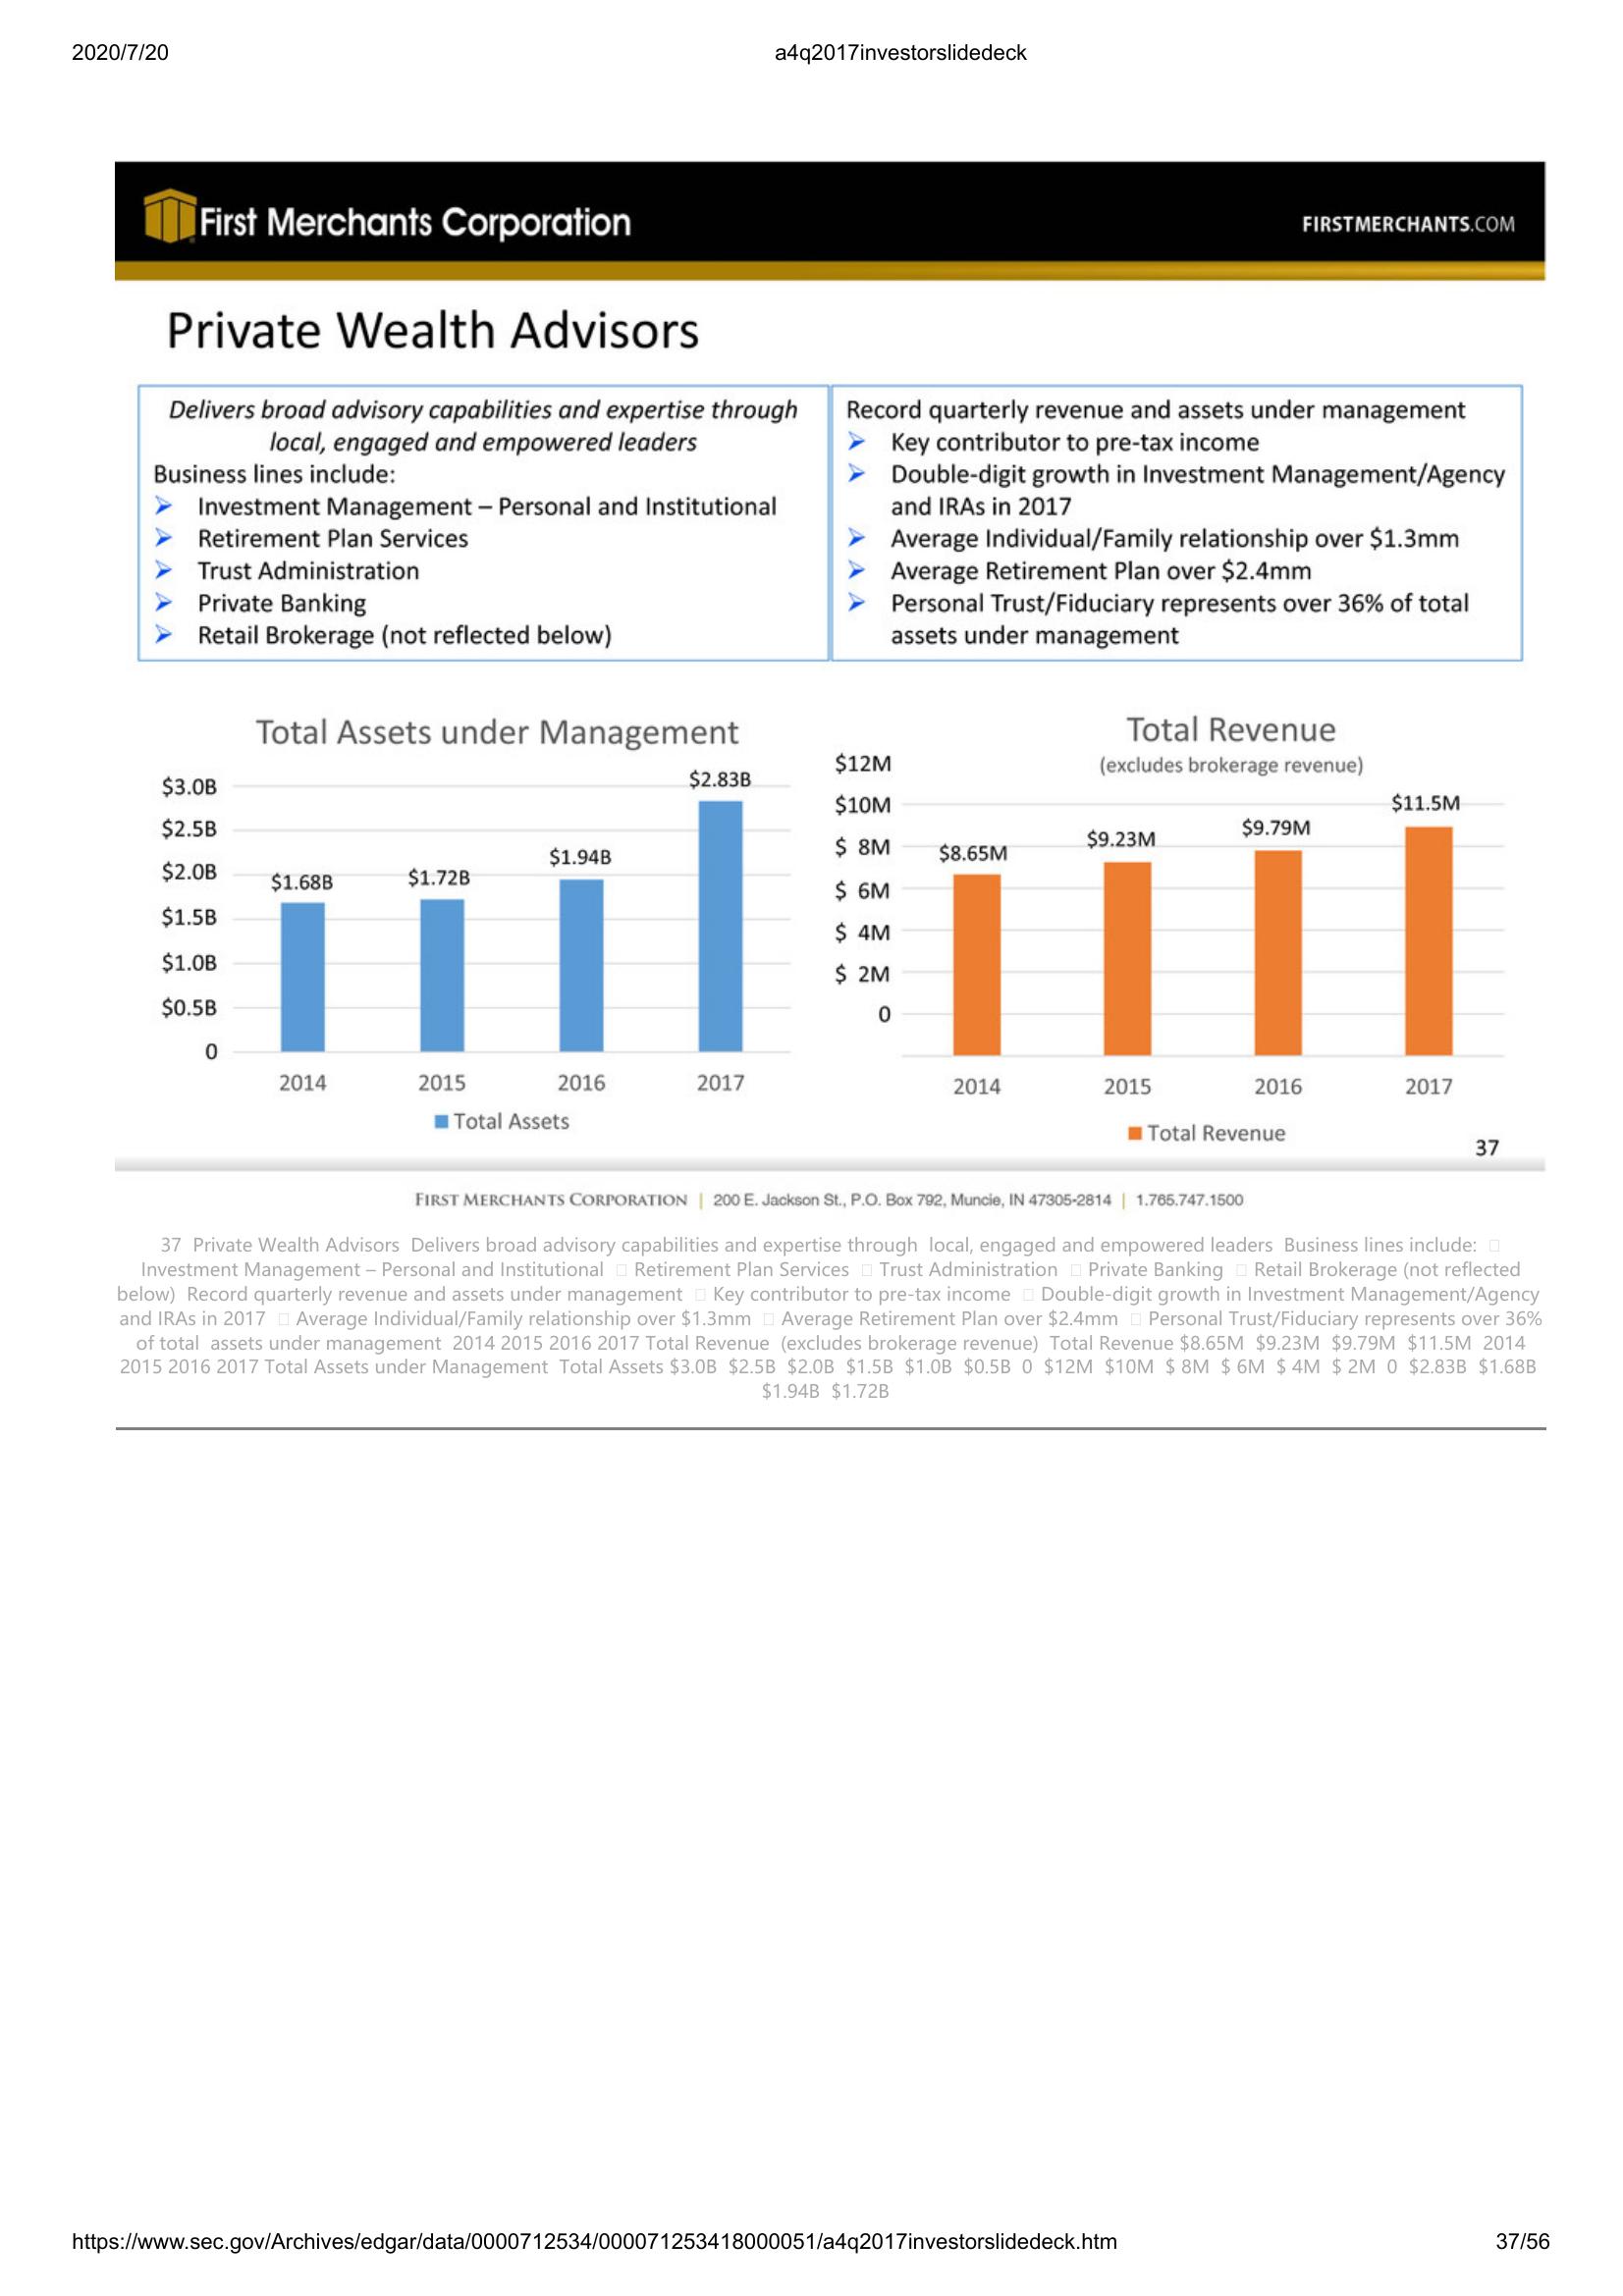 2020/7/20
a4q2017investorslidedeck
First Merchants Corporation
FIRSTMERCHANTS.COM
Private Wealth Advisors
Delivers broad advisory capabilities and expertise through
local, engaged and empowered leaders
Business lines include:
➢ Investment Management – Personal and Institutional
➢ Retirement Plan Services
➢ Trust Administration
➢ Private Banking
➢ Retail Brokerage (not reflected below)
Record quarterly revenue and assets under management
➢ Key contributor to pre-tax income
➢ Double-digit growth in Investment Management/Agency
and IRAs in 2017
➢ Average Individual/Family relationship over $1.3mm
➢ Average Retirement Plan over $2.4mm
➢ Personal Trust/Fiduciary represents over 36% of total
assets under management
Total Assets under Management
$3.0B
$2.5B
$2.0B
$1.5B
$1.0B
$0.5B
0
$1.68B
$1.72B
$1.94B
$2.83B
2014 2015 2016 2017
Total Assets
Total Revenue
(excludes brokerage revenue)
$12M
$10M
$ 8M
$ 6M
$ 4M
$ 2M
0
$8.65M
$9.23M
$9.79M
$11.5M
2014 2015 2016 2017
Total Revenue
37
FIRST MERCHANTS CORPORATION | 200 E. Jackson St., P.O. Box 792, Muncie, IN 47305-2814 | 1.765.747.1500
37 Private Wealth Advisors Delivers broad advisory capabilities and expertise through local, engaged and empowered leaders Business lines include: 
Investment Management – Personal and Institutional Retirement Plan Services Trust Administration Private Banking Retail Brokerage (not reflected
below) Record quarterly revenue and assets under management Key contributor to pre-tax income Double-digit growth in Investment Management/Agency
and IRAs in 2017 Average Individual/Family relationship over $1.3mm Average Retirement Plan over $2.4mm Personal Trust/Fiduciary represents over 36%
of total assets under management 2014 2015 2016 2017 Total Revenue (excludes brokerage revenue) Total Revenue $8.65M $9.23M $9.79M $11.5M 2014
2015 2016 2017 Total Assets under Management Total Assets $3.0B $2.5B $2.0B $1.5B $1.0B $0.5B 0 $12M $10M $ 8M $ 6M $ 4M $ 2M 0 $2.83B $1.68B
$1.94B $1.72B
https://www.sec.gov/Archives/edgar/data/0000712534/000071253418000051/a4q2017investorslidedeck.htm
37/56